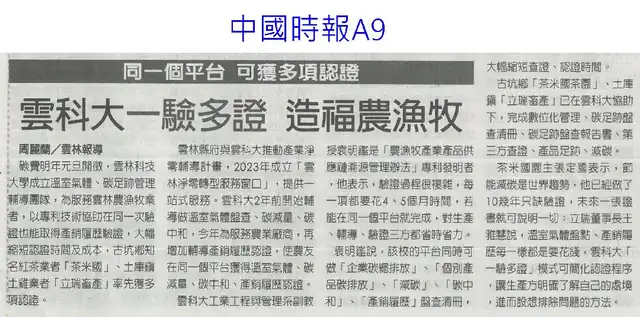 中國時報A9
同一個平台 可獲多項認證
雲科大一驗多證 造福農漁牧
周麗蘭／雲林報導
碳費明年元旦開徵，雲林科技
大學成立溫室氣體、碳足跡管理
輔導團隊，為服務雲林農漁牧業
者，以專利技術協助在同一次驗
證也能取得產銷履歷驗證，大幅
縮短認證時間及成本，古坑鄉知
名紅茶業者「茶米國」、土庫鎮
土雞業者「立瑞畜產」率先獲多
項認證。
雲林縣府與雲科大推動產業淨
零輔導計畫，2023年成立「雲
林淨零轉型服務窗口」，提供一
站式服務。雲科大2年前開始輔
導做溫室氣體盤查、碳減量、碳
中和，今年為服務農業廠商，再
增加輔導產銷履歷認證，使農友
在同一個平台獲得溫室氣體、碳
減量、碳中和、產銷履歷認證。
雲科大工業工程與管理系副教
授袁明鑑是「農漁牧產業產品供
應鏈溯源管理辦法」專利發明者
，他表示，驗證過程很複雜，每
一項都要花4、5個月時間，若
能在同一個平台就完成，對生產
、輔導、驗證三方都省時省力。
袁明鑑說，該校的平台同時可
做「企業碳排放」、「個別產
品碳排放」、「減碳」、「碳中
和」、「產銷履歷」盤查清冊，
大幅縮短查證、認證時間。
古坑鄉「茶米國茶園」、土庫
鎮「立瑞畜產」已在雲科大協助
下，完成數位化管理、碳足跡盤
查清冊、碳足跡盤查報告書、第
三方查證、產品足跡、減碳。
茶米國園主張定國表示，節
能減碳是世界趨勢，他已經做了
10幾年只缺驗證，未來一張證
書就可說明一切；立瑞董事長王
雅慧說，溫室氣體盤點、產銷履
歷每一樣都是要花錢，雲科大「
一驗多證」模式可簡化認證程序
，讓生產方明確了解自己的處境
，進而設想排除問題的方法。